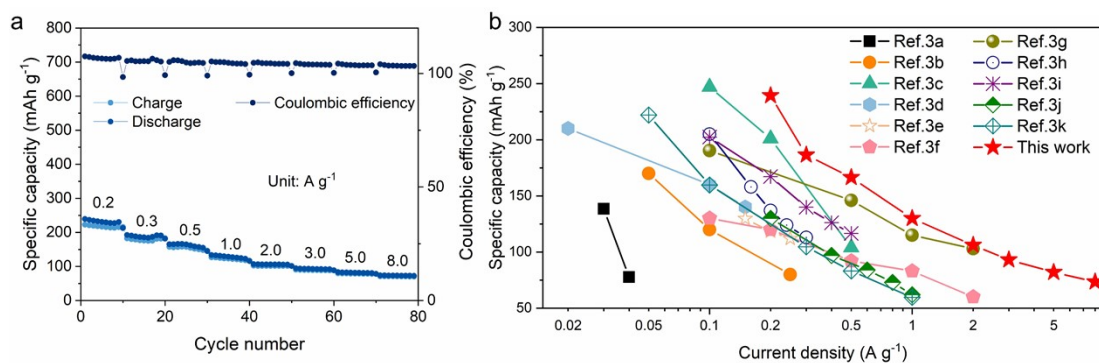 a
800
700
600
500
400
300
200
100
0
Specific capacity (mAh g⁻¹)
Charge
Discharge
Coulombic efficiency
Unit: A g⁻¹
0.2
0.3
0.5
1.0
2.0
3.0
5.0
8.0
0
10
20
30
40
50
60
70
80
Cycle number
100
50
0
Coulombic efficiency (%)
b
300
250
200
150
100
50
Specific capacity (mAh g⁻¹)
Ref.3a
Ref.3b
Ref.3c
Ref.3d
Ref.3e
Ref.3f
Ref.3g
Ref.3h
Ref.3i
Ref.3j
Ref.3k
This work
0.02
0.05
0.1
0.2
0.5
1
2
5
Current density (A g⁻¹)